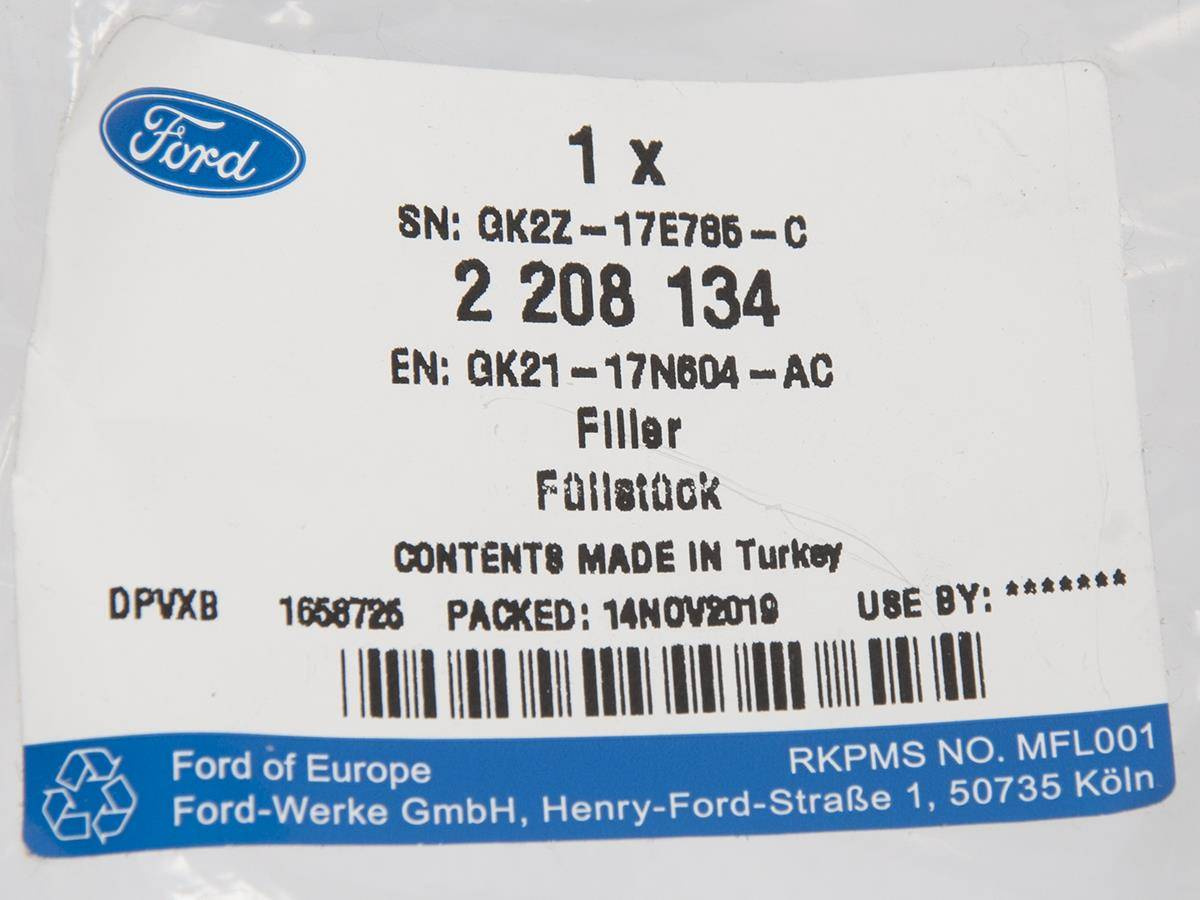 Ford
1 x
SN: GK2Z-17E785-C
2 208 134
EN: GK21-17N604-AC
Filler
Füllstück
CONTENTS MADE IN Turkey
DPVXB 1658725 PACKED: 14NOV2019 USE BY: *******
RKPMS NO. MFL001
Ford of Europe
Ford-Werke GmbH, Henry-Ford-Straße 1, 50735 Köln